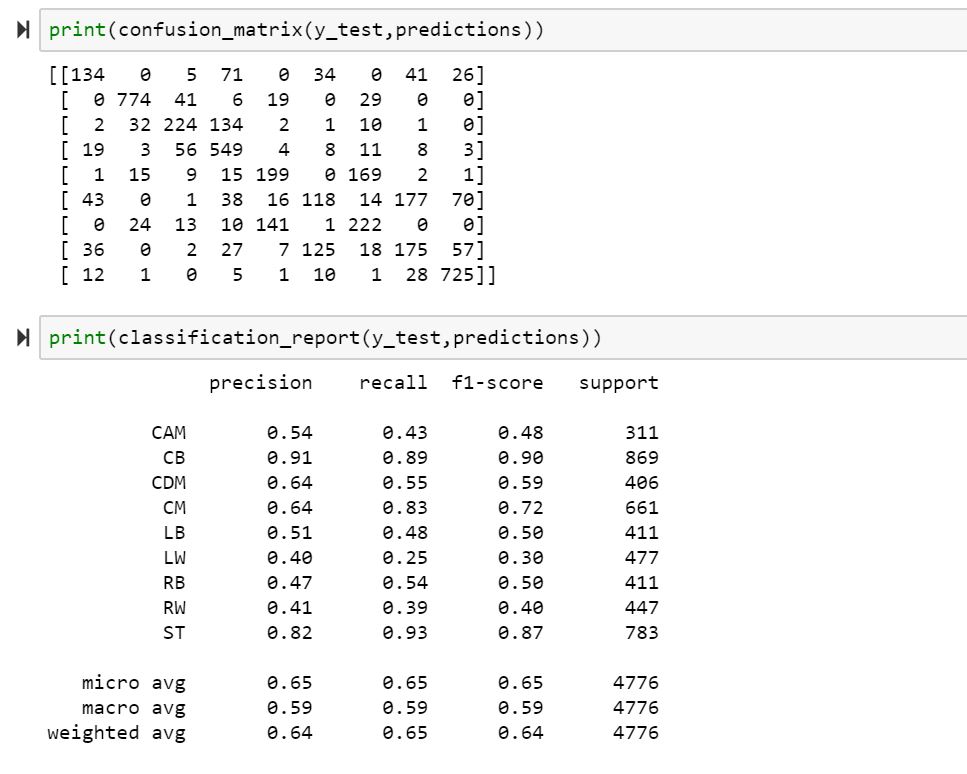 print(confusion_matrix(y_test,predictions))
[[134   0   5  71   0  34   0  41  26]
 [  0 774  41   6  19   0  29   0   0]
 [  2  32 224 134   2   1  10   1   0]
 [ 19   3  56 549   4   8  11   8   3]
 [  1  15   9  15 199   0 169   2   1]
 [ 43   0   1  38  16 118  14 177  70]
 [  0  24  13  10 141   1 222   0   0]
 [ 36   0   2  27   7 125  18 175  57]
 [ 12   1   0   5   1  10   1  28 725]]
print(classification_report(y_test,predictions))
              precision    recall  f1-score   support
         CAM       0.54      0.43      0.48       311
          CB       0.91      0.89      0.90       869
         CDM       0.64      0.55      0.59       406
          CM       0.64      0.83      0.72       661
          LB       0.51      0.48      0.50       411
          LW       0.40      0.25      0.30       477
          RB       0.47      0.54      0.50       411
          RW       0.41      0.39      0.40       447
          ST       0.82      0.93      0.87       783
   micro avg       0.65      0.65      0.65      4776
   macro avg       0.59      0.59      0.59      4776
weighted avg       0.64      0.65      0.64      4776